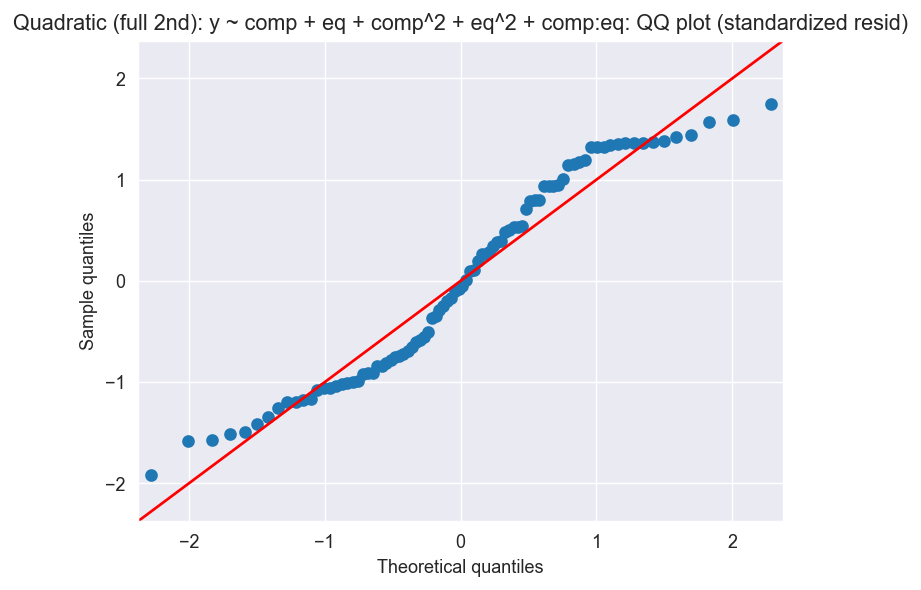 Quadratic (full 2nd): y ~ comp + eq + comp^2 + eq^2 + comp:eq: QQ plot (standardized resid)
2
1
0
−1
−2
Sample quantiles
−2 −1 0 1 2
Theoretical quantiles